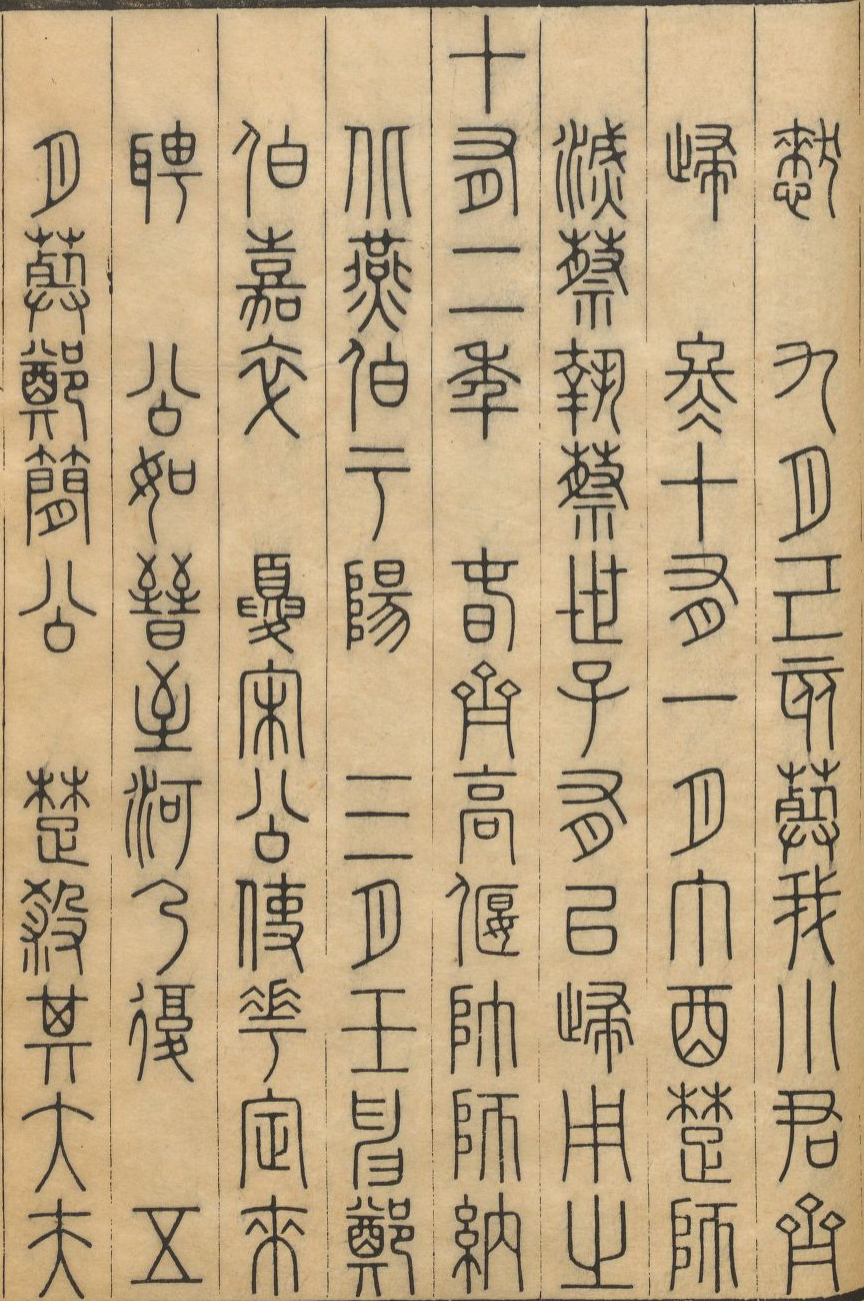 憖　九月己亥葬我小君齊
歸　冬十有一月丁酉楚師
滅蔡執蔡世子有以歸用之
十有二年　春齊高偃帥師納
北燕伯于陽　三月壬申鄭
伯嘉卒　夏宋公使華定來
聘　公如晉至河乃復　五
月葬鄭簡公　楚殺其大夫